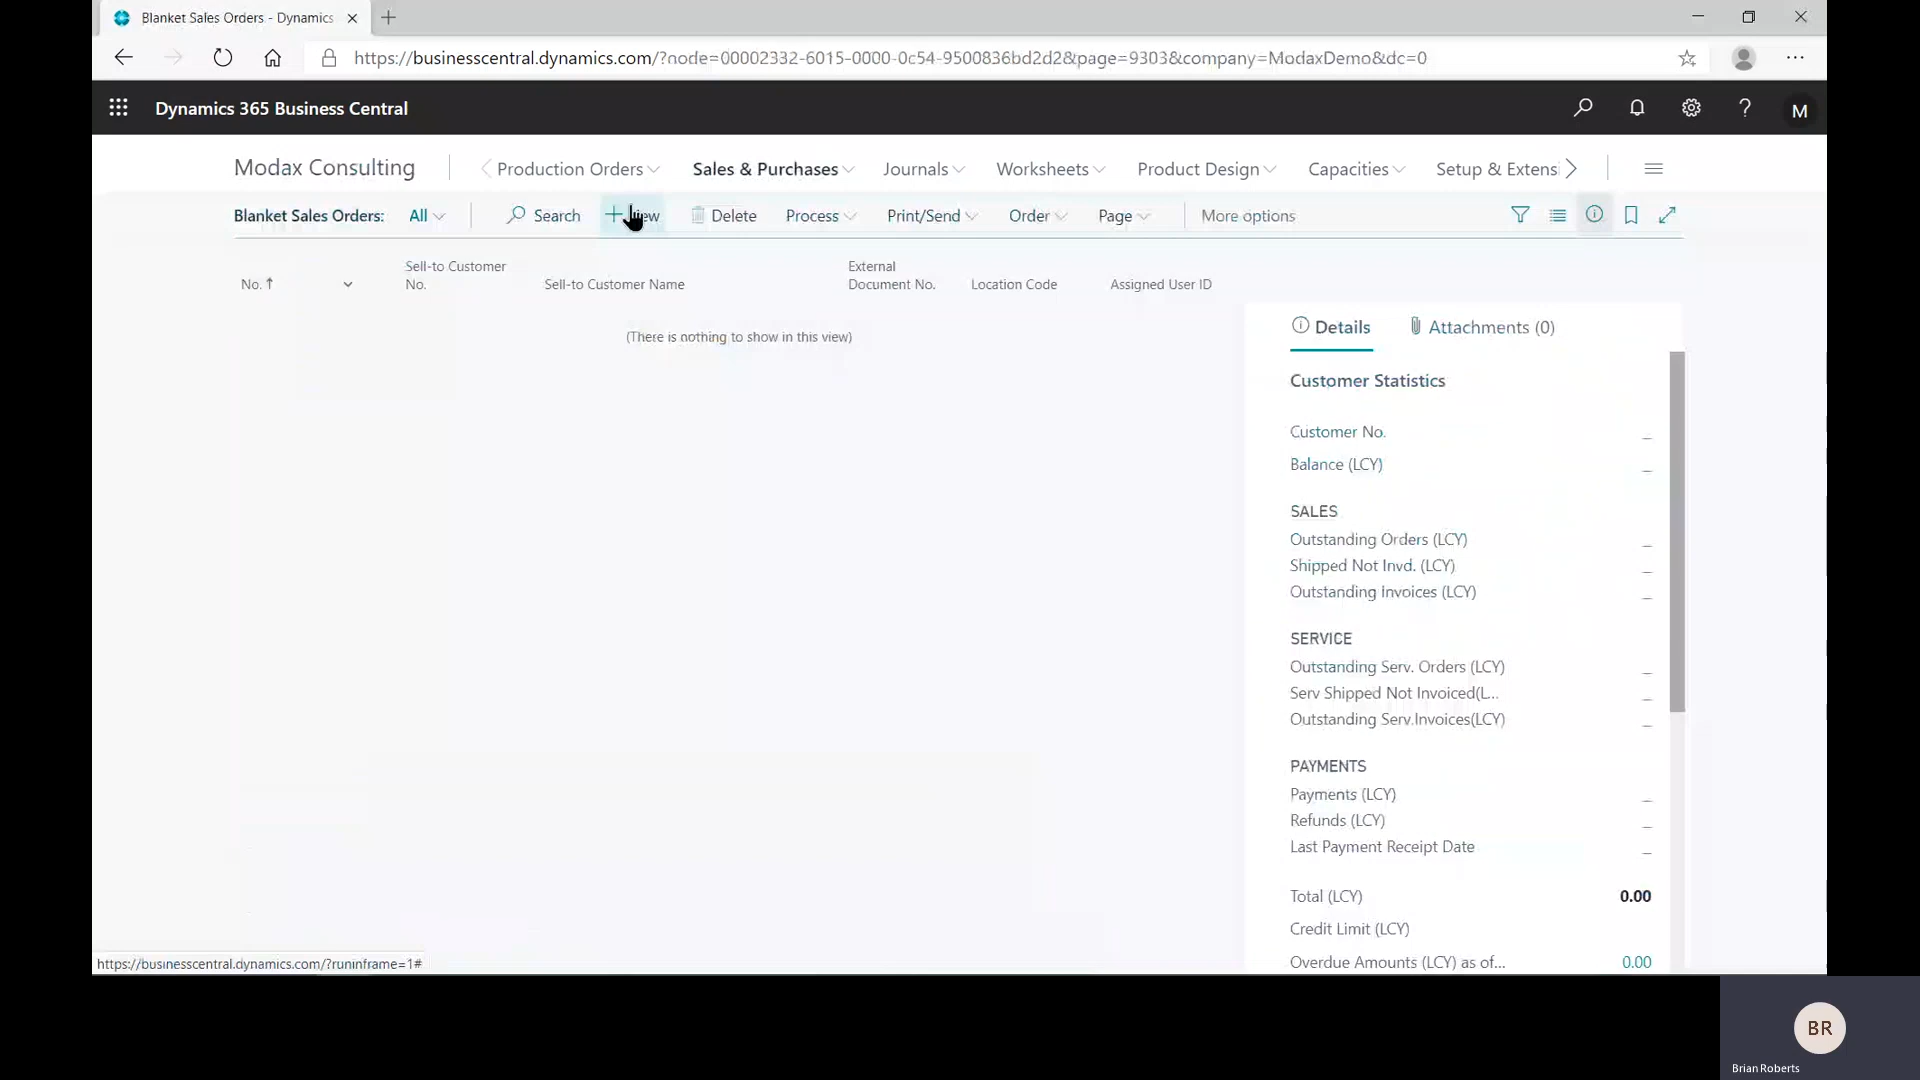 Blanket Sales Orders - Dynamics
https://businesscentral.dynamics.com/?node=00002332-6015-0000-0c54-9500836bd2d2&page=9303&company=ModaxDemo&dc=0
Dynamics 365 Business Central
M
Modax Consulting
Production Orders
Sales & Purchases
Journals
Worksheets
Product Design
Capacities
Setup & Extensi
Blanket Sales Orders:
All
Search
Delete
Process
Print/Send
Order
Page
More options
No. ↑
Sell-to Customer
No.
Sell-to Customer Name
External
Document No.
Location Code
Assigned User ID
(There is nothing to show in this view)
Details
Attachments (0)
Customer Statistics
Customer No. _
Balance (LCY) _
SALES
Outstanding Orders (LCY) _
Shipped Not Invd. (LCY) _
Outstanding Invoices (LCY) _
SERVICE
Outstanding Serv. Orders (LCY) _
Serv Shipped Not Invoiced(L... _
Outstanding Serv.Invoices(LCY) _
PAYMENTS
Payments (LCY) _
Refunds (LCY) _
Last Payment Receipt Date _
Total (LCY) 0.00
Credit Limit (LCY)
Overdue Amounts (LCY) as of... 0.00
https://businesscentral.dynamics.com/?runinframe=1#
BR
Brian Roberts